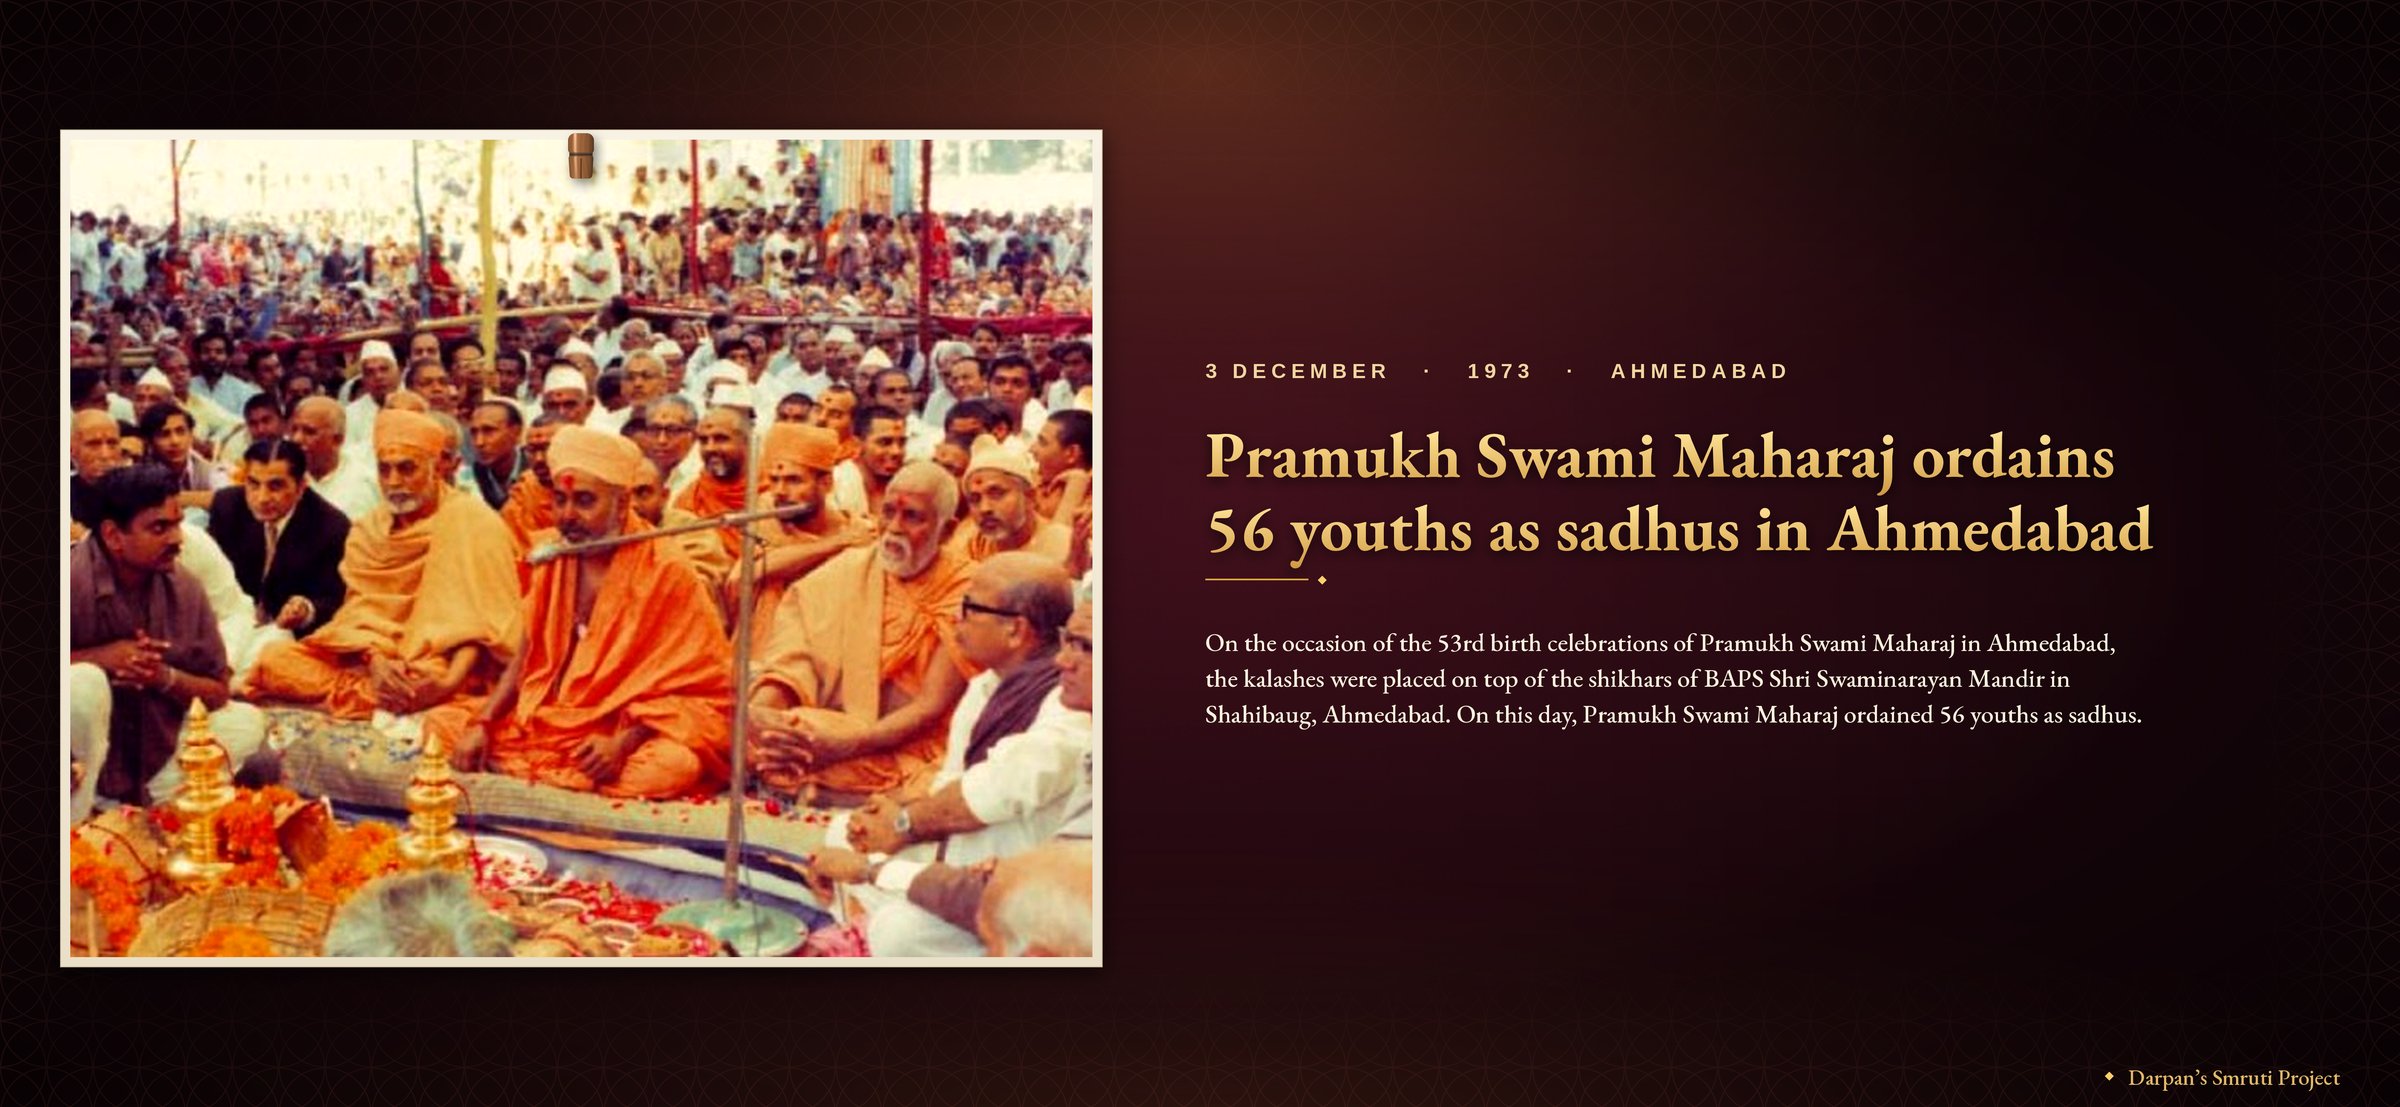 3 DECEMBER · 1973 · AHMEDABAD
Pramukh Swami Maharaj ordains
56 youths as sadhus in Ahmedabad
On the occasion of the 53rd birth celebrations of Pramukh Swami Maharaj in Ahmedabad,
the kalashes were placed on top of the shikhars of BAPS Shri Swaminarayan Mandir in
Shahibaug, Ahmedabad. On this day, Pramukh Swami Maharaj ordained 56 youths as sadhus.
Darpan’s Smruti Project